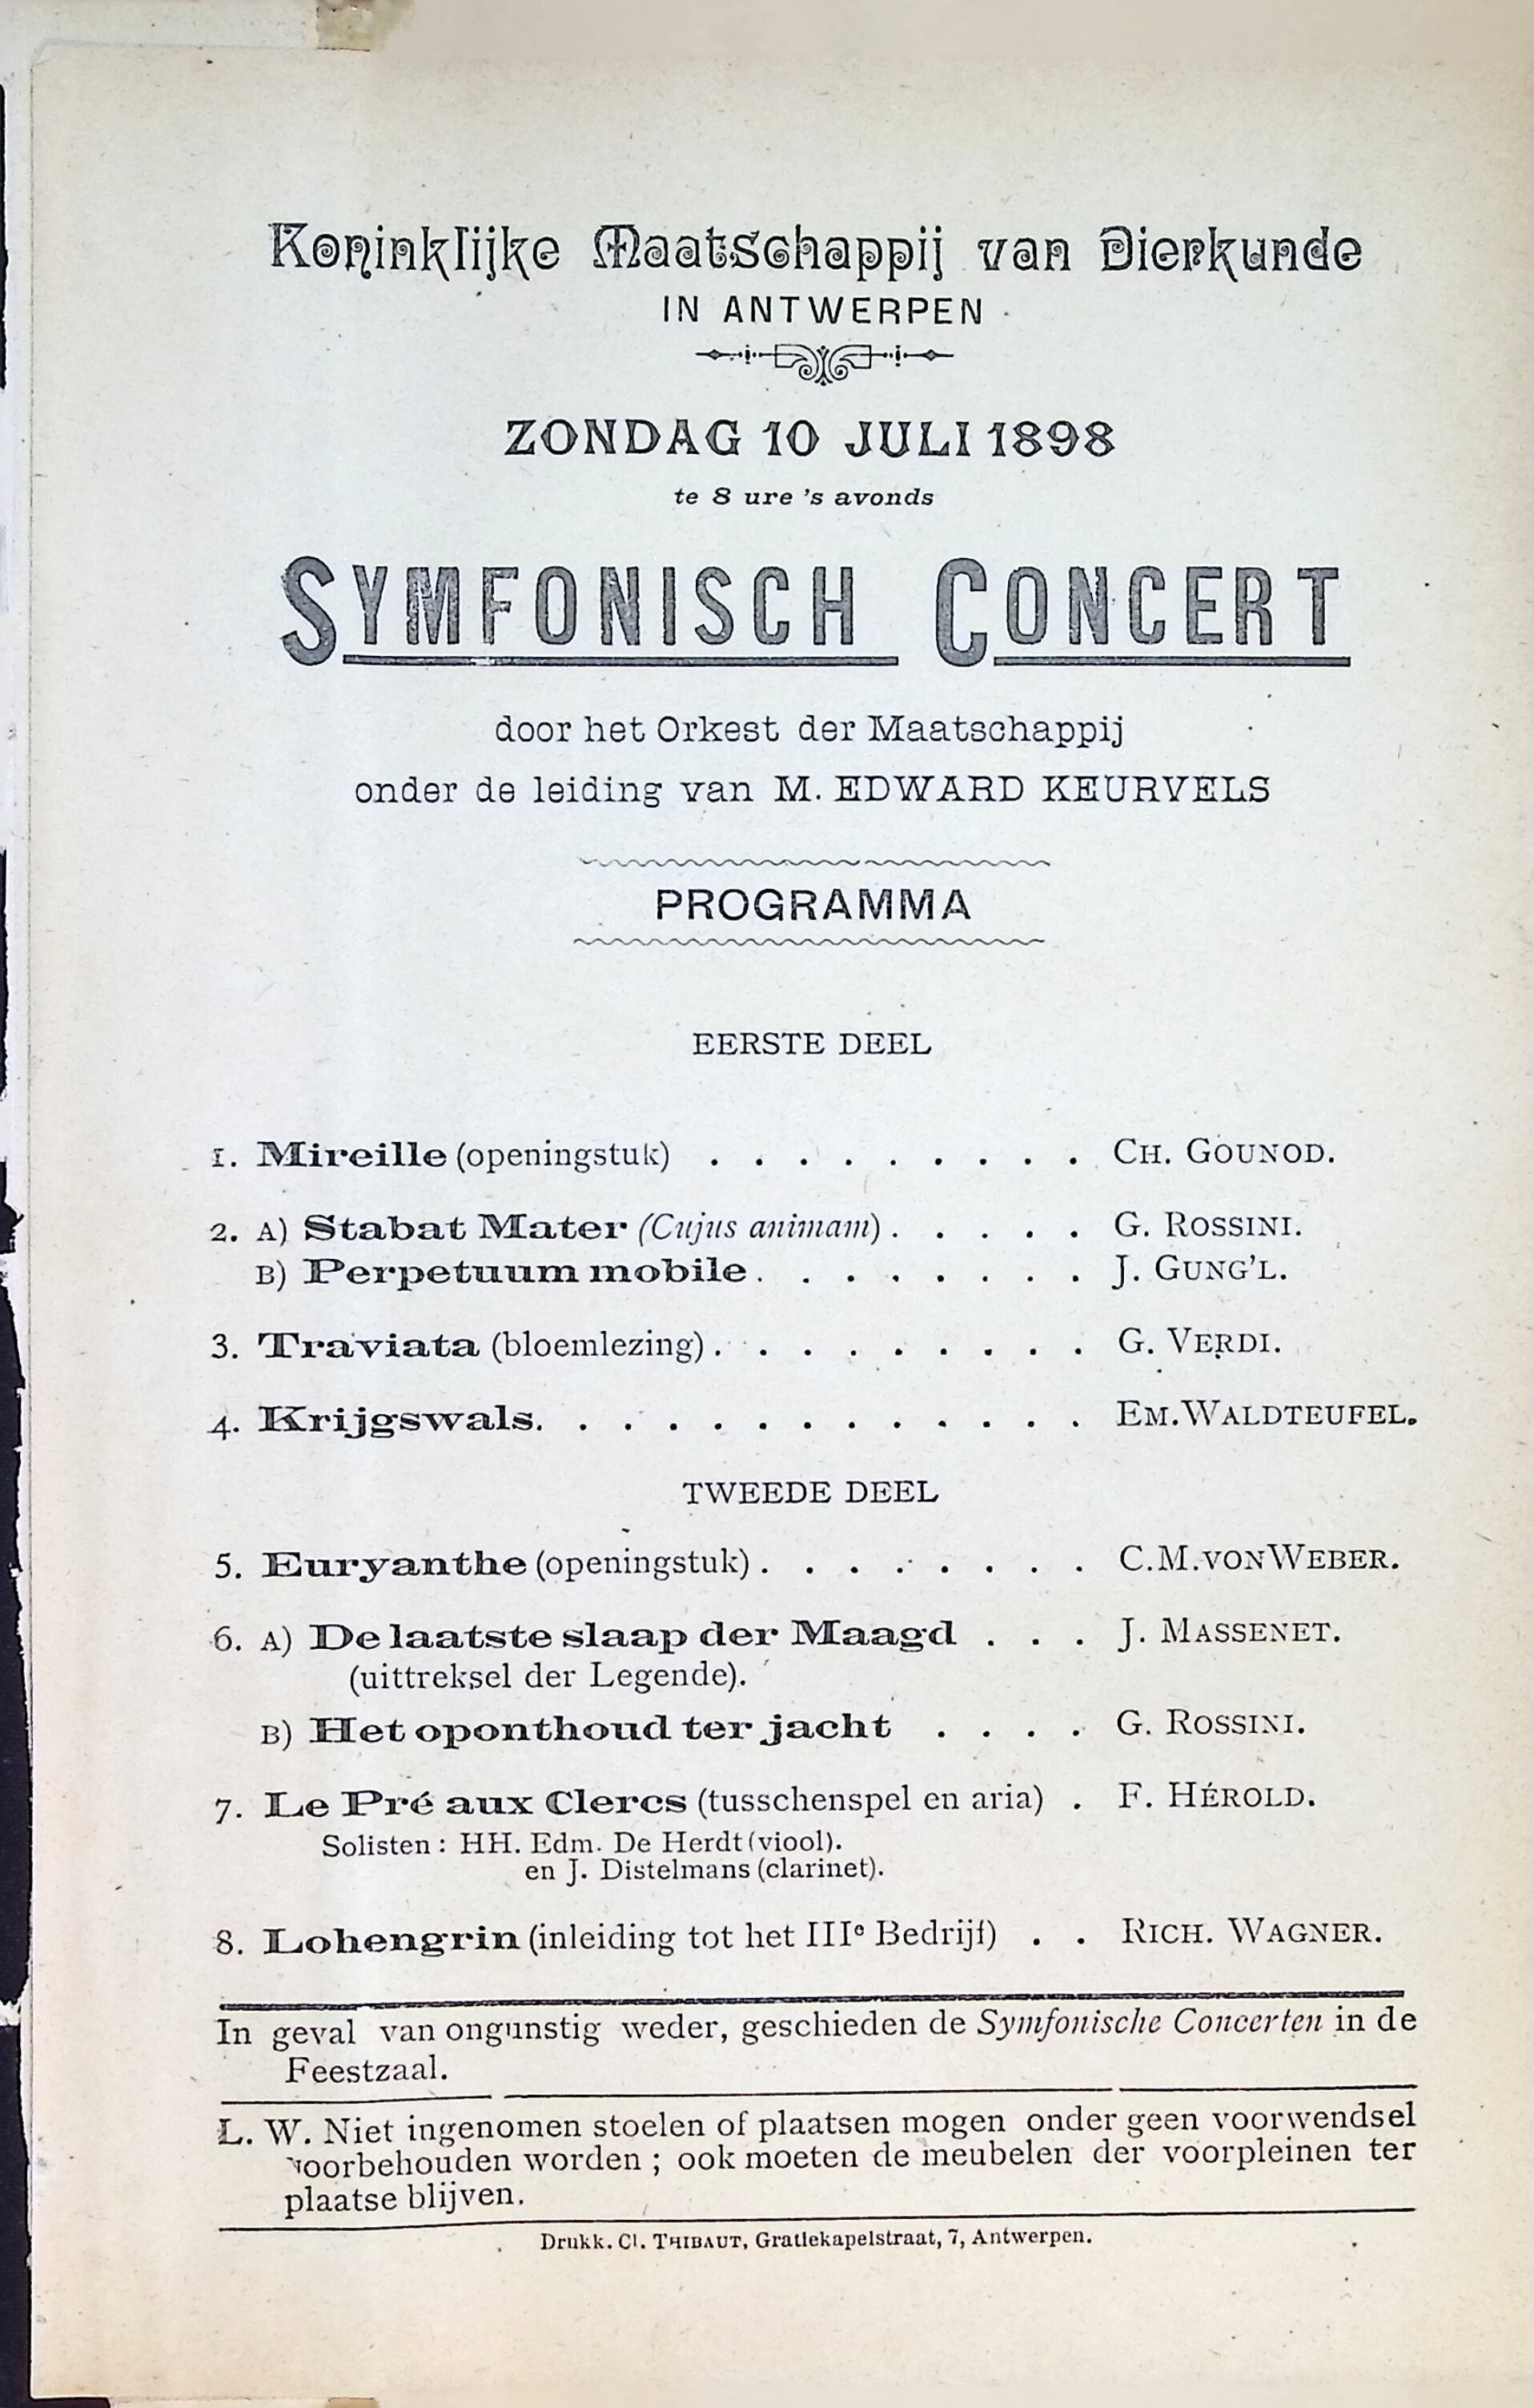 Koninklijke Maatschappij van Dierkunde
IN ANTWERPEN
ZONDAG 10 JULI 1898
te 8 ure 's avonds
SYMFONISCH CONCERT
door het Orkest der Maatschappij
onder de leiding van M. EDWARD KEURVELS
PROGRAMMA
EERSTE DEEL
1. Mireille (openingstuk) . . . . . . . . . CH. GOUNOD.
2. A) Stabat Mater (Cujus animam) . . . . . G. ROSSINI.
B) Perpetuum mobile . . . . . . . . J. GUNG'L.
3. Traviata (bloemlezing) . . . . . . . . . G. VERDI.
4. Krijgswals. . . . . . . . . . . . . EM. WALDTEUFEL.
TWEEDE DEEL
5. Euryanthe (openingstuk) . . . . . . . . C. M. VON WEBER.
6. A) De laatste slaap der Maagd . . . J. MASSENET.
(uittreksel der Legende).
B) Het oponthoud ter jacht . . . . G. ROSSINI.
7. Le Pré aux Clercs (tusschenspel en aria) . F. HÉROLD.
Solisten : HH. Edm. De Herdt (viool).
en J. Distelmans (clarinet).
8. Lohengrin (inleiding tot het IIIe Bedrijf) . . RICH. WAGNER.
In geval van ongunstig weder, geschieden de Symfonische Concerten in de
Feestzaal.
L. W. Niet ingenomen stoelen of plaatsen mogen onder geen voorwendsel
voorbehouden worden ; ook moeten de meubelen der voorpleinen ter
plaatse blijven.
Drukk. Cl. THIBAUT, Gratiekapelstraat, 7, Antwerpen.